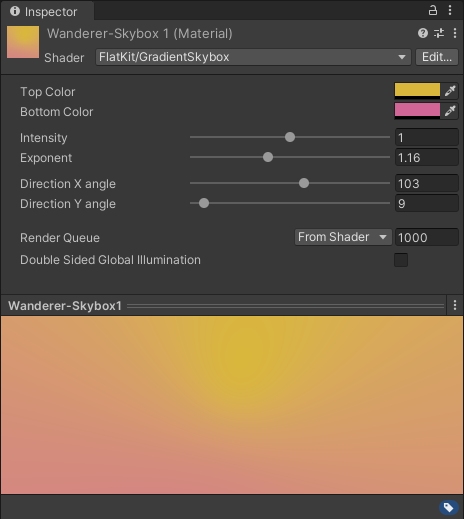 Inspector
Wanderer-Skybox 1 (Material)
Shader FlatKit/GradientSkybox Edit...
Top Color
Bottom Color
Intensity 1
Exponent 1.16
Direction X angle 103
Direction Y angle 9
Render Queue From Shader 1000
Double Sided Global Illumination
Wanderer-Skybox1